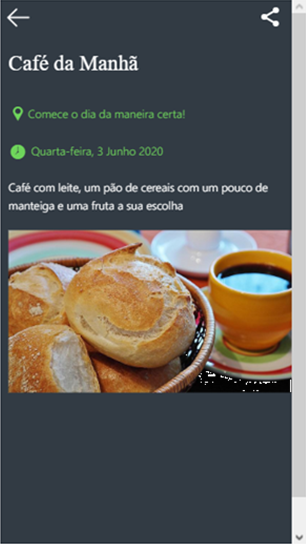 Café da Manhã
Comece o dia da maneira certa!
Quarta-feira, 3 Junho 2020
Café com leite, um pão de cereais com um pouco de
manteiga e uma fruta a sua escolha